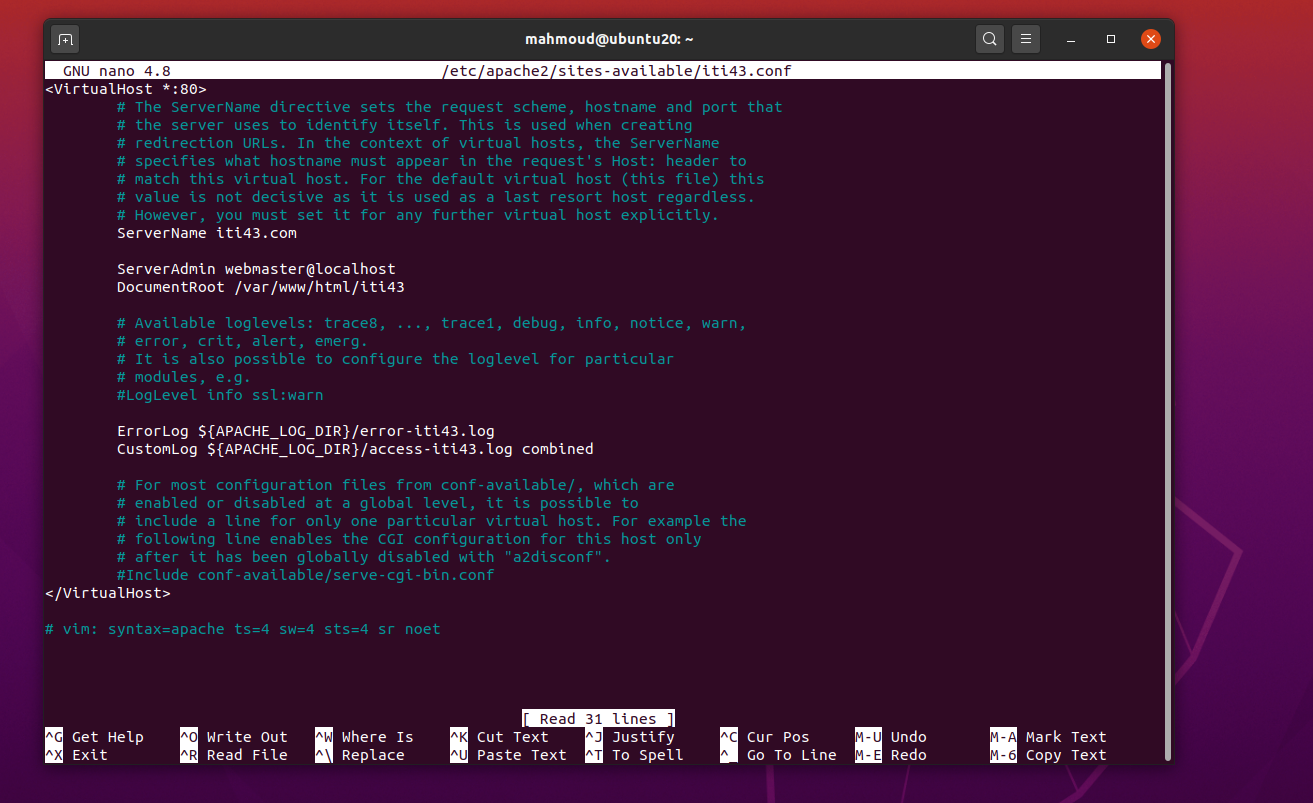 mahmoud@ubuntu20: ~
GNU nano 4.8 /etc/apache2/sites-available/iti43.conf
<VirtualHost *:80>
# The ServerName directive sets the request scheme, hostname and port that
# the server uses to identify itself. This is used when creating
# redirection URLs. In the context of virtual hosts, the ServerName
# specifies what hostname must appear in the request's Host: header to
# match this virtual host. For the default virtual host (this file) this
# value is not decisive as it is used as a last resort host regardless.
# However, you must set it for any further virtual host explicitly.
ServerName iti43.com
ServerAdmin webmaster@localhost
DocumentRoot /var/www/html/iti43
# Available loglevels: trace8, ..., trace1, debug, info, notice, warn,
# error, crit, alert, emerg.
# It is also possible to configure the loglevel for particular
# modules, e.g.
#LogLevel info ssl:warn
ErrorLog ${APACHE_LOG_DIR}/error-iti43.log
CustomLog ${APACHE_LOG_DIR}/access-iti43.log combined
# For most configuration files from conf-available/, which are
# enabled or disabled at a global level, it is possible to
# include a line for only one particular virtual host. For example the
# following line enables the CGI configuration for this host only
# after it has been globally disabled with "a2disconf".
#Include conf-available/serve-cgi-bin.conf
</VirtualHost>
# vim: syntax=apache ts=4 sw=4 sts=4 sr noet
[ Read 31 lines ]
^G Get Help ^O Write Out ^W Where Is ^K Cut Text ^J Justify ^C Cur Pos M-U Undo M-A Mark Text
^X Exit ^R Read File ^\ Replace ^U Paste Text ^T To Spell ^_ Go To Line M-E Redo M-6 Copy Text